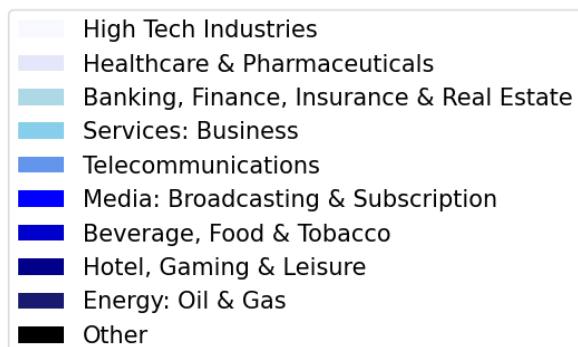 High Tech Industries
Healthcare & Pharmaceuticals
Banking, Finance, Insurance & Real Estate
Services: Business
Telecommunications
Media: Broadcasting & Subscription
Beverage, Food & Tobacco
Hotel, Gaming & Leisure
Energy: Oil & Gas
Other